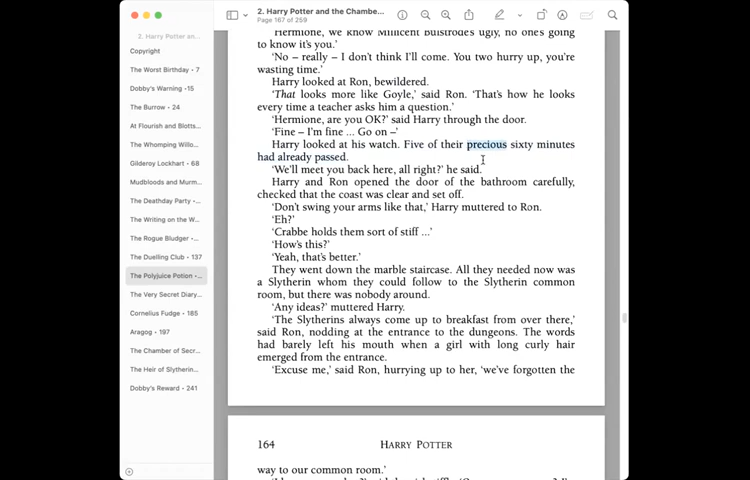 2. Harry Potter and the Chambe...
Page 167 of 259
2. Harry Potter an...
Copyright
The Worst Birthday • 7
Dobby's Warning • 15
The Burrow • 24
At Flourish and Blotts...
The Whomping Willo...
Gilderoy Lockhart • 68
Mudbloods and Murm...
The Deathday Party •...
The Writing on the W...
The Rogue Bludger •...
The Duelling Club • 137
The Polyjuice Potion •...
The Very Secret Diary...
Cornelius Fudge • 185
Aragog • 197
The Chamber of Secr...
The Heir of Slytherin...
Dobby's Reward • 241
'Hermione, we know Millicent Bulstrode's ugly, no one's going
to know it's you.'
'No – really – I don't think I'll come. You two hurry up, you're
wasting time.'
Harry looked at Ron, bewildered.
'That looks more like Goyle,' said Ron. 'That's how he looks
every time a teacher asks him a question.'
'Hermione, are you OK?' said Harry through the door.
'Fine – I'm fine ... Go on –'
Harry looked at his watch. Five of their precious sixty minutes
had already passed.
'We'll meet you back here, all right?' he said.
Harry and Ron opened the door of the bathroom carefully,
checked that the coast was clear and set off.
'Don't swing your arms like that,' Harry muttered to Ron.
'Eh?'
'Crabbe holds them sort of stiff ...'
'How's this?'
'Yeah, that's better.'
They went down the marble staircase. All they needed now was
a Slytherin whom they could follow to the Slytherin common
room, but there was nobody around.
'Any ideas?' muttered Harry.
'The Slytherins always come up to breakfast from over there,'
said Ron, nodding at the entrance to the dungeons. The words
had barely left his mouth when a girl with long curly hair
emerged from the entrance.
'Excuse me,' said Ron, hurrying up to her, 'we've forgotten the
164 HARRY POTTER
way to our common room.'